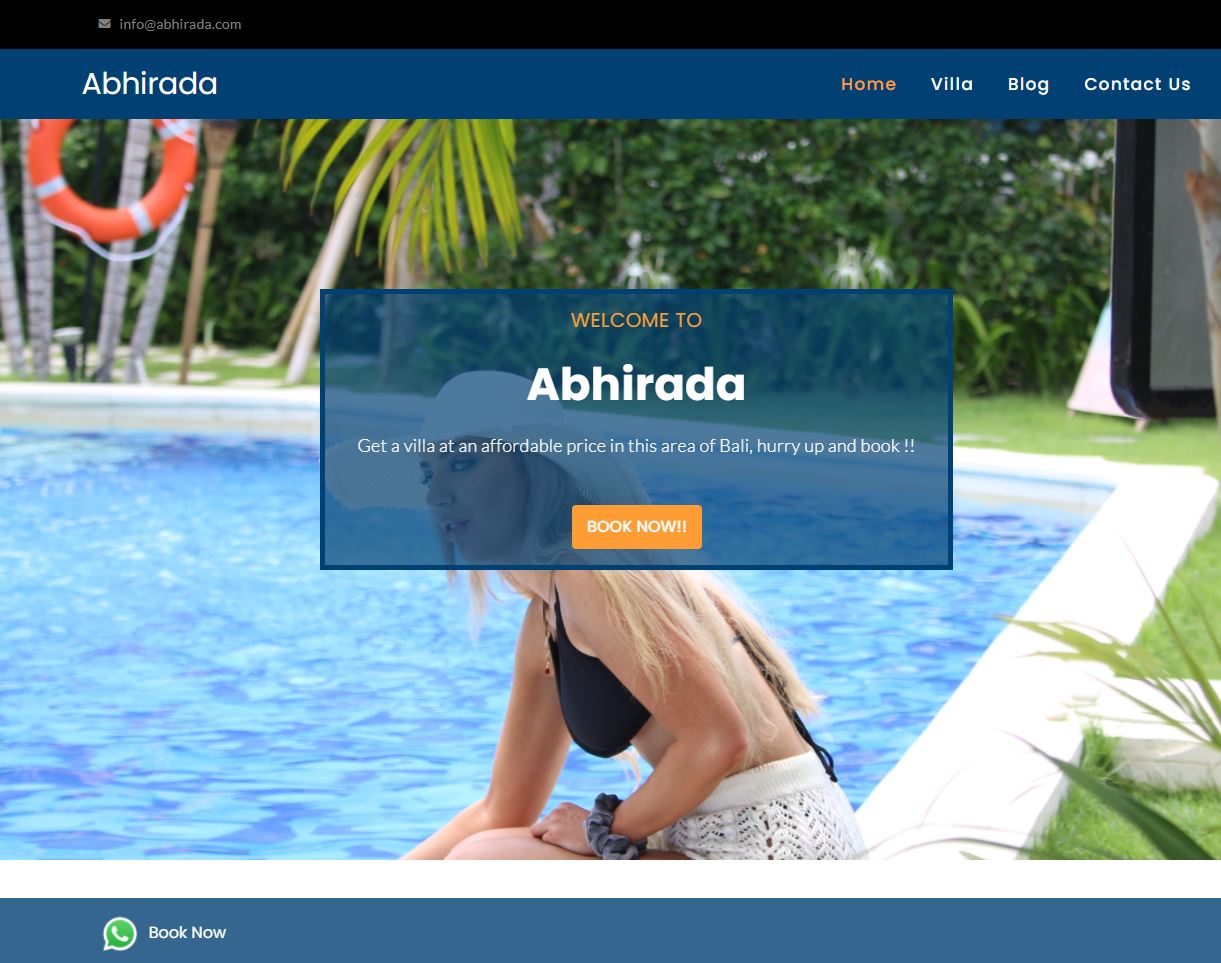 info@abhirada.com
Abhirada
Home Villa Blog Contact Us
WELCOME TO
Abhirada
Get a villa at an affordable price in this area of Bali, hurry up and book !!
BOOK NOW!!
Book Now